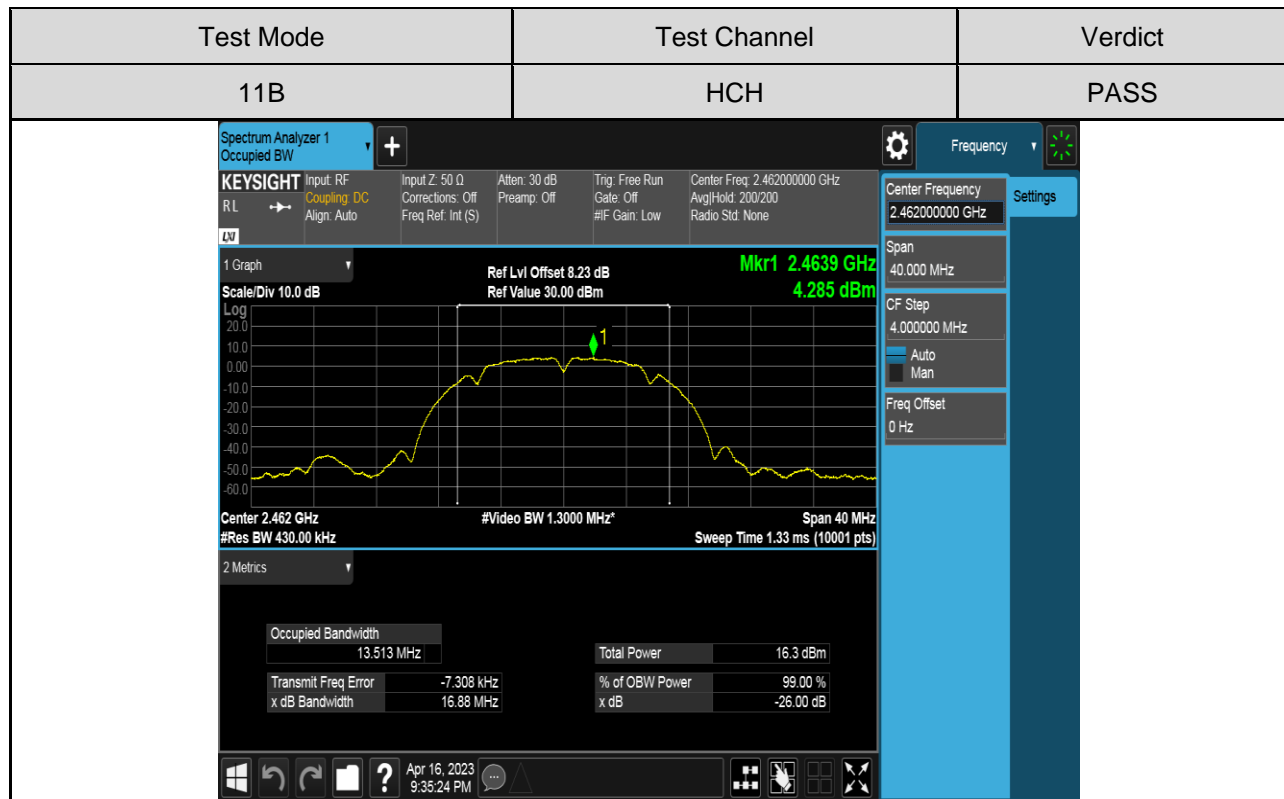 Test Mode Test Channel Verdict
11B HCH PASS
Spectrum Analyzer 1
Occupied BW
+
Frequency
KEYSIGHT
RL
LXI
Input: RF
Coupling: DC
Align: Auto
Input Z: 50 Ω
Corrections: Off
Freq Ref: Int (S)
Atten: 30 dB
Preamp: Off
Trig: Free Run
Gate: Off
#IF Gain: Low
Center Freq: 2.462000000 GHz
Avg|Hold: 200/200
Radio Std: None
Center Frequency
2.462000000 GHz
Settings
Span
40.000 MHz
CF Step
4.000000 MHz
Auto
Man
Freq Offset
0 Hz
1 Graph
Scale/Div 10.0 dB
Ref Lvl Offset 8.23 dB
Ref Value 30.00 dBm
Mkr1 2.4639 GHz
4.285 dBm
Log
20.0
10.0
0.00
-10.0
-20.0
-30.0
-40.0
-50.0
-60.0
1
Center 2.462 GHz #Video BW 1.3000 MHz* Span 40 MHz
#Res BW 430.00 kHz Sweep Time 1.33 ms (10001 pts)
2 Metrics
Occupied Bandwidth
13.513 MHz Total Power 16.3 dBm
Transmit Freq Error -7.308 kHz % of OBW Power 99.00 %
x dB Bandwidth 16.88 MHz x dB -26.00 dB
?
Apr 16, 2023
9:35:24 PM